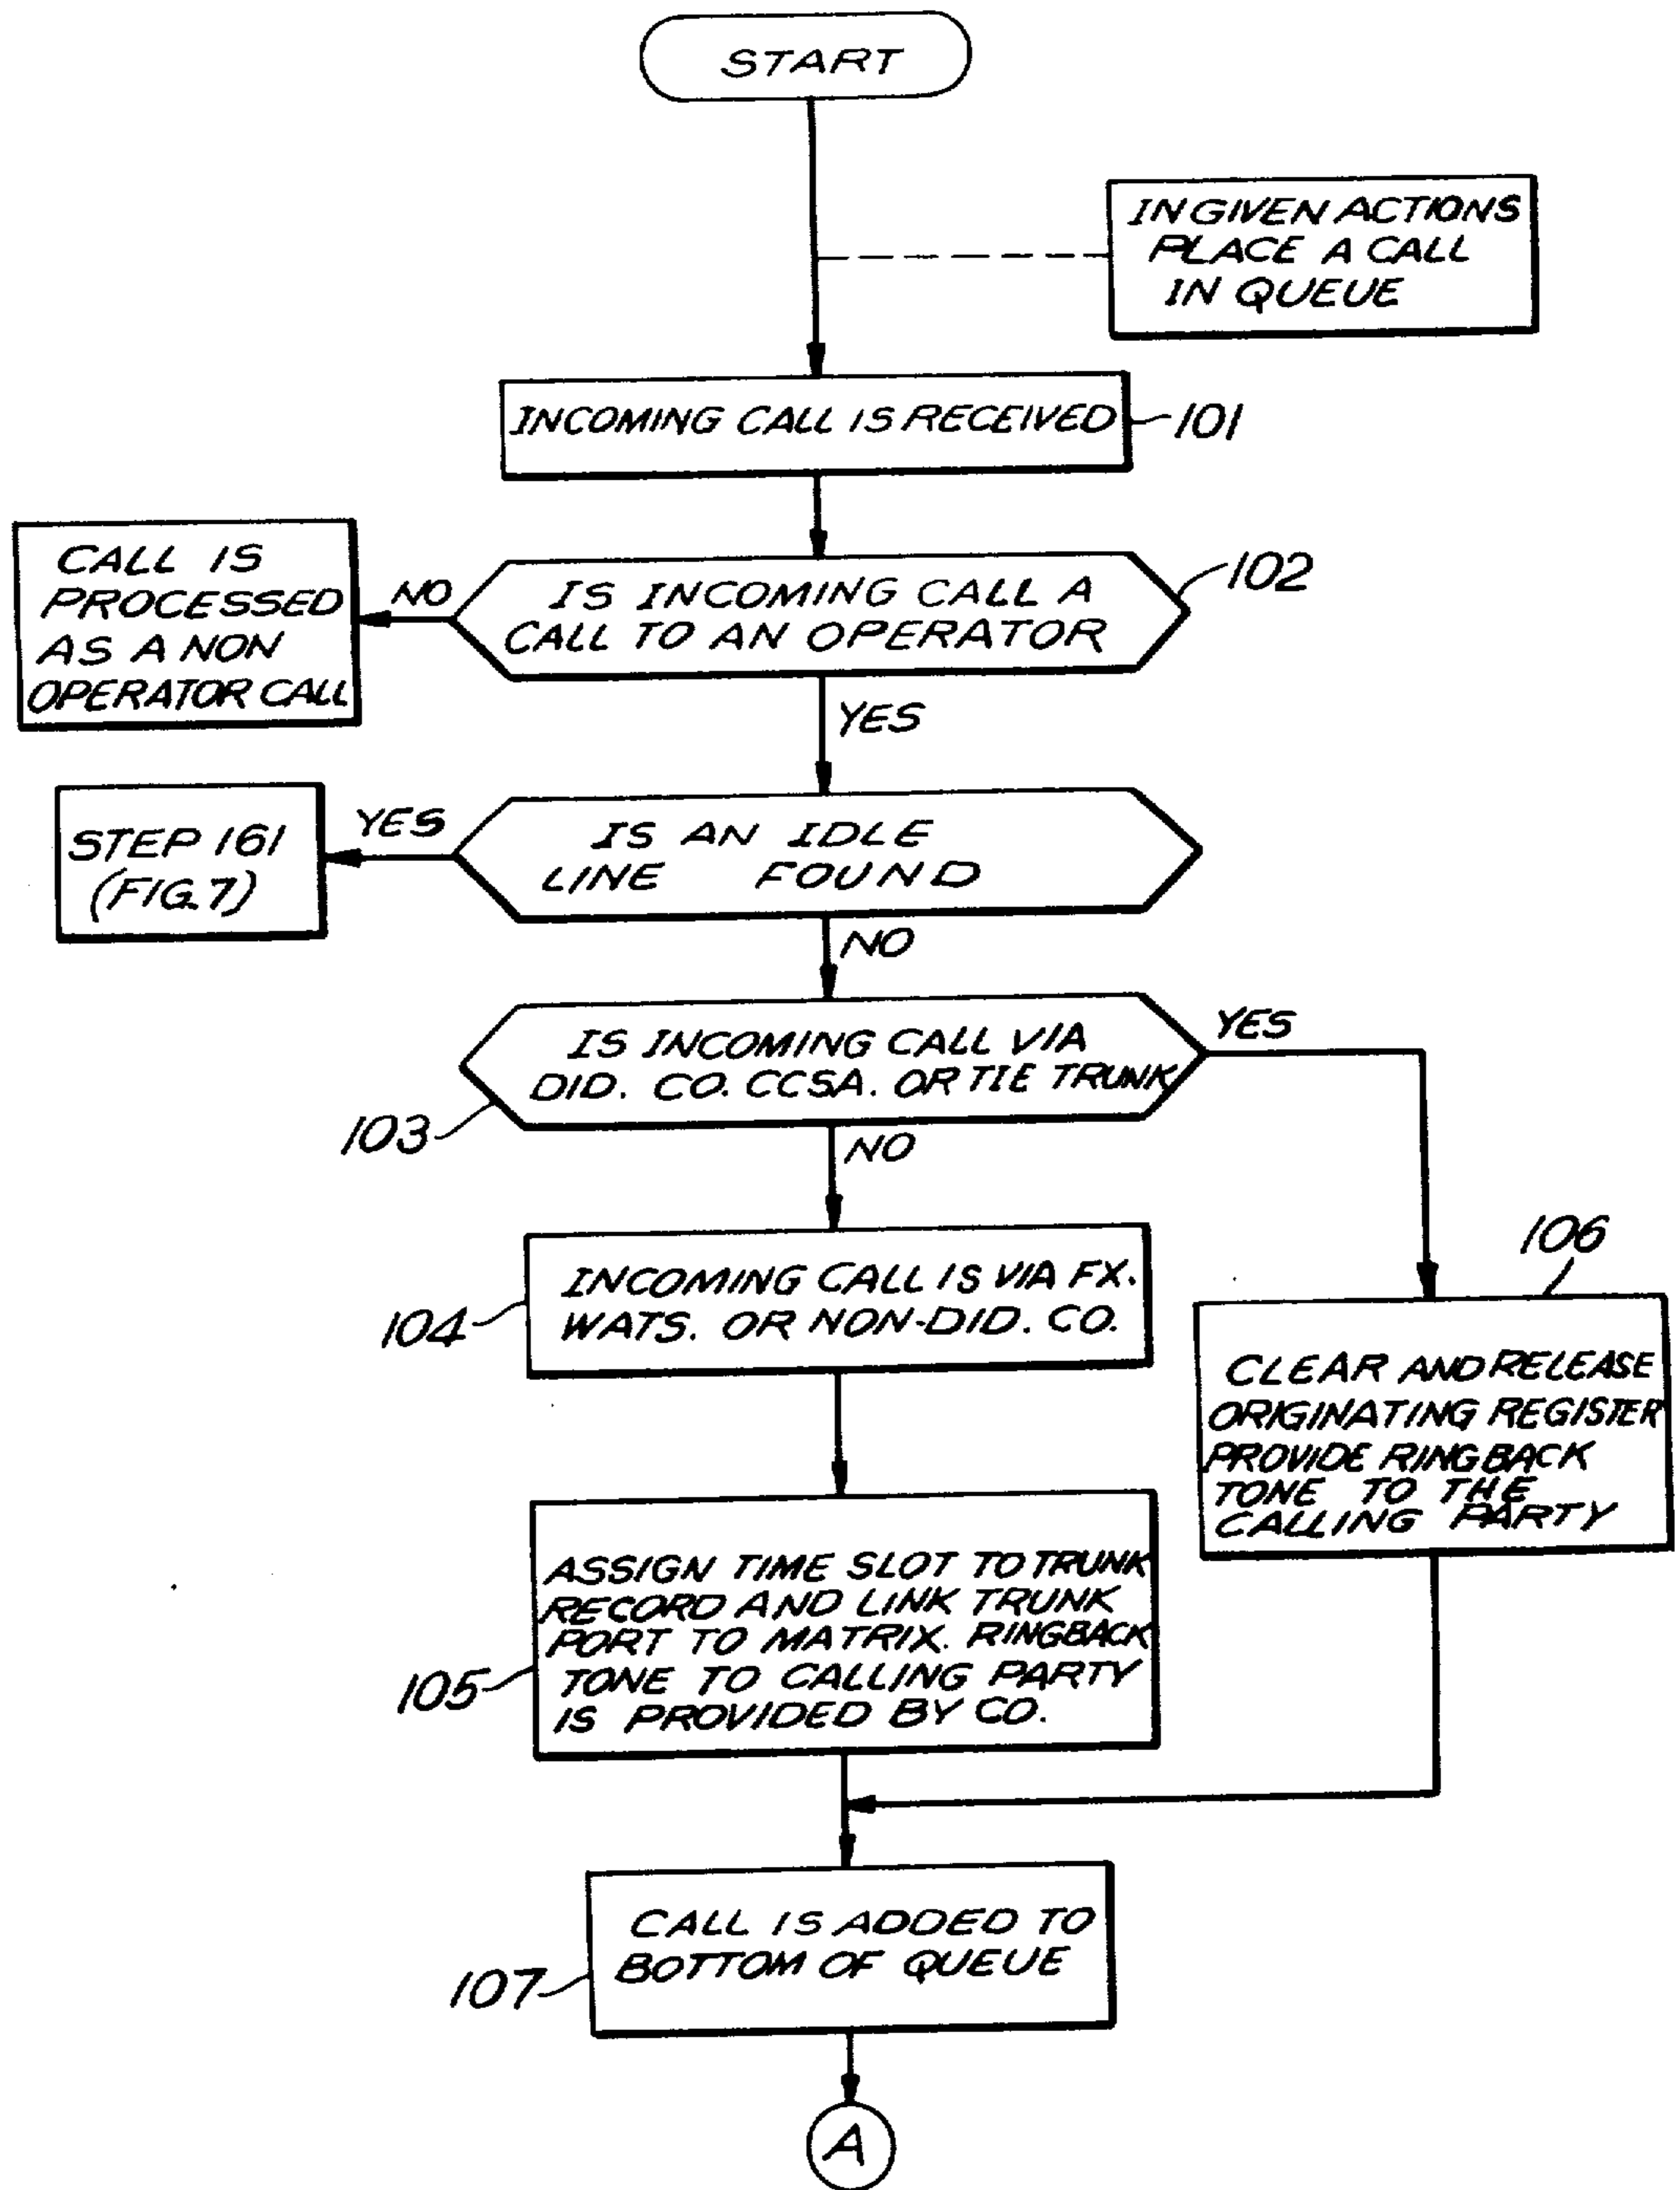 START
IN GIVEN ACTIONS
PLACE A CALL
IN QUEUE
INCOMING CALL IS RECEIVED
101
CALL IS
PROCESSED
AS A NON
OPERATOR CALL
NO
IS INCOMING CALL A
CALL TO AN OPERATOR
102
YES
STEP 161
(FIG. 7)
YES
IS AN IDLE
LINE FOUND
NO
IS INCOMING CALL VIA
DID. CO. CCSA. OR TIE TRUNK
YES
103
NO
INCOMING CALL IS VIA FX.
WATS. OR NON-DID. CO.
104
106
CLEAR AND RELEASE
ORIGINATING REGISTER
PROVIDE RINGBACK
TONE TO THE
CALLING PARTY
ASSIGN TIME SLOT TO TRUNK
RECORD AND LINK TRUNK
PORT TO MATRIX. RINGBACK
TONE TO CALLING PARTY
IS PROVIDED BY CO.
105
CALL IS ADDED TO
BOTTOM OF QUEUE
107
A